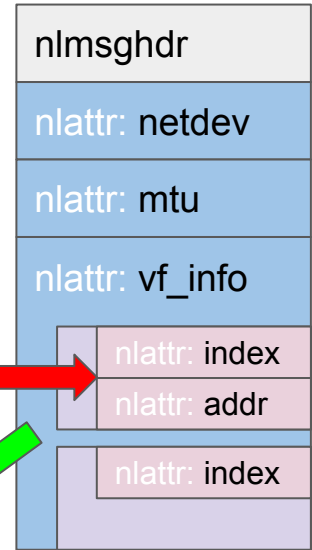 nlmsghdr
nlattr: netdev
nlattr: mtu
nlattr: vf_info
nlattr: index
nlattr: addr
nlattr: index